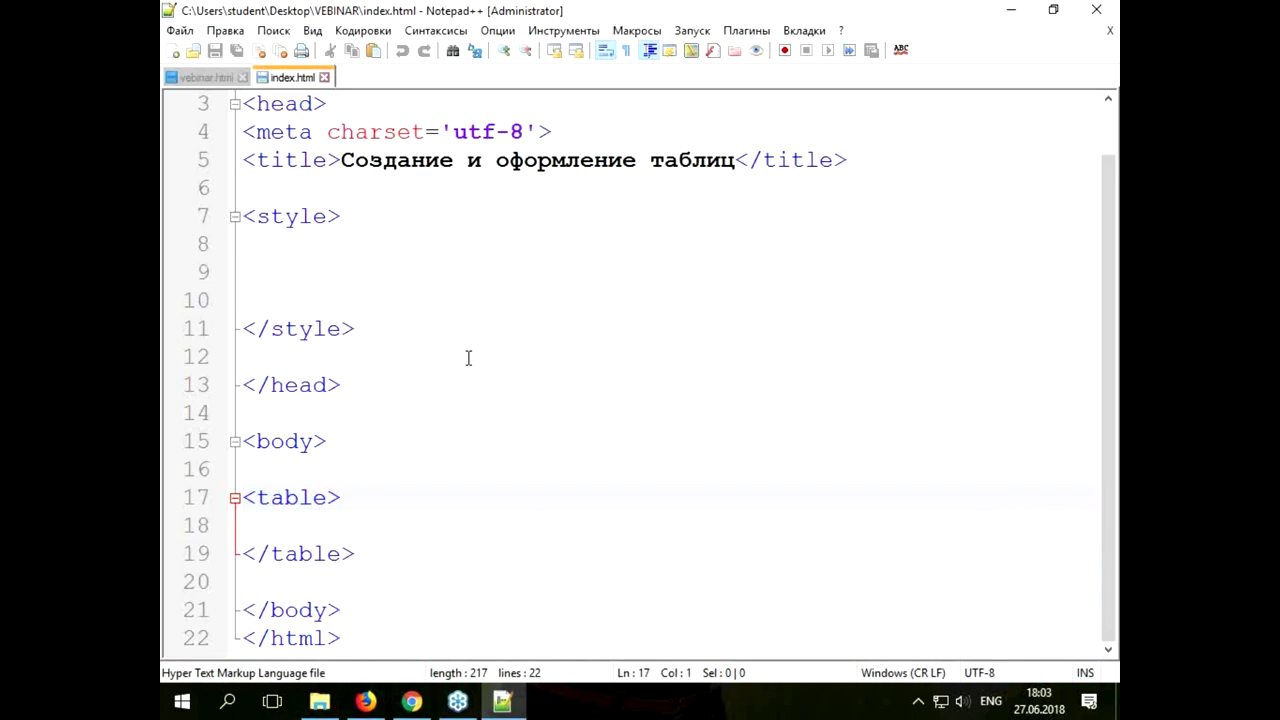 C:\Users\student\Desktop\VEBINAR\index.html - Notepad++ [Administrator]
Файл Правка Поиск Вид Кодировки Синтаксисы Опции Инструменты Макросы Запуск Плагины Вкладки ? X
ABC
vebinar.html index.html
3 <head>
4 <meta charset='utf-8'>
5 <title>Создание и оформление таблиц</title>
6
7 <style>
8
9
10
11 </style>
12
13 </head>
14
15 <body>
16
17 <table>
18
19 </table>
20
21 </body>
22 </html>
Hyper Text Markup Language file length : 217 lines : 22 Ln : 17 Col : 1 Sel : 0 | 0 Windows (CR LF) UTF-8 INS
ENG 18:03
27.06.2018